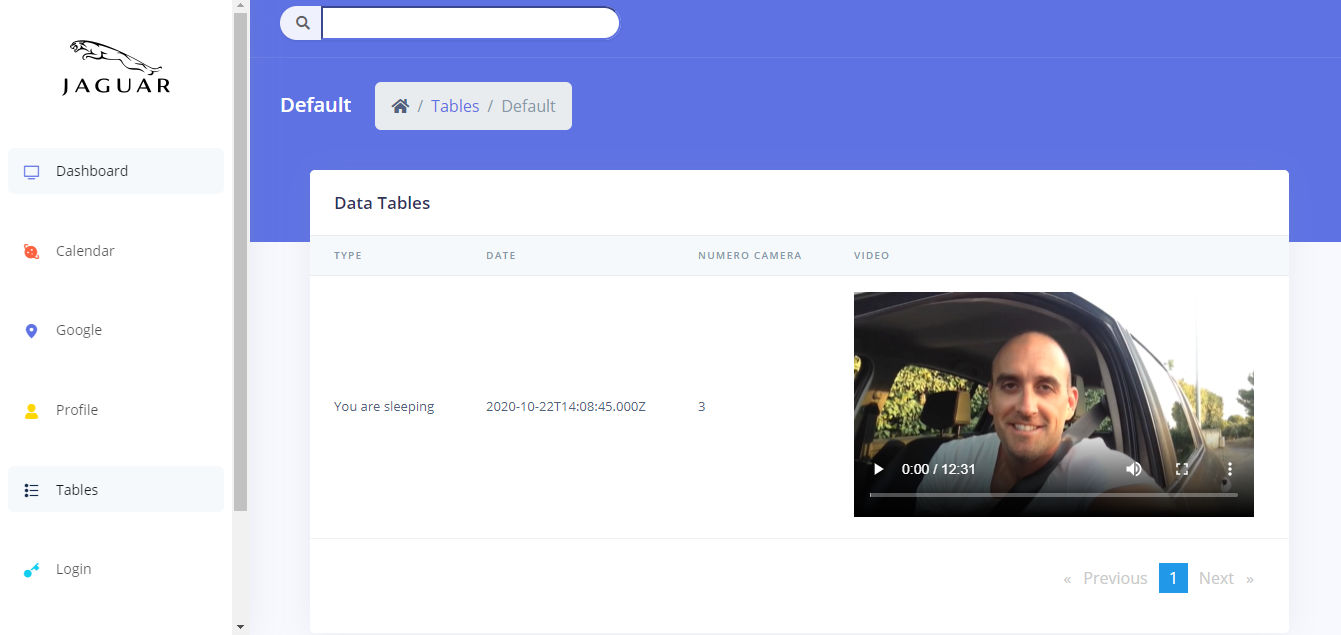 JAGUAR
Dashboard
Calendar
Google
Profile
Tables
Login
Default
/ Tables / Default
Data Tables
TYPE DATE NUMERO CAMERA VIDEO
You are sleeping 2020-10-22T14:08:45.000Z 3
0:00 / 12:31
« Previous 1 Next »